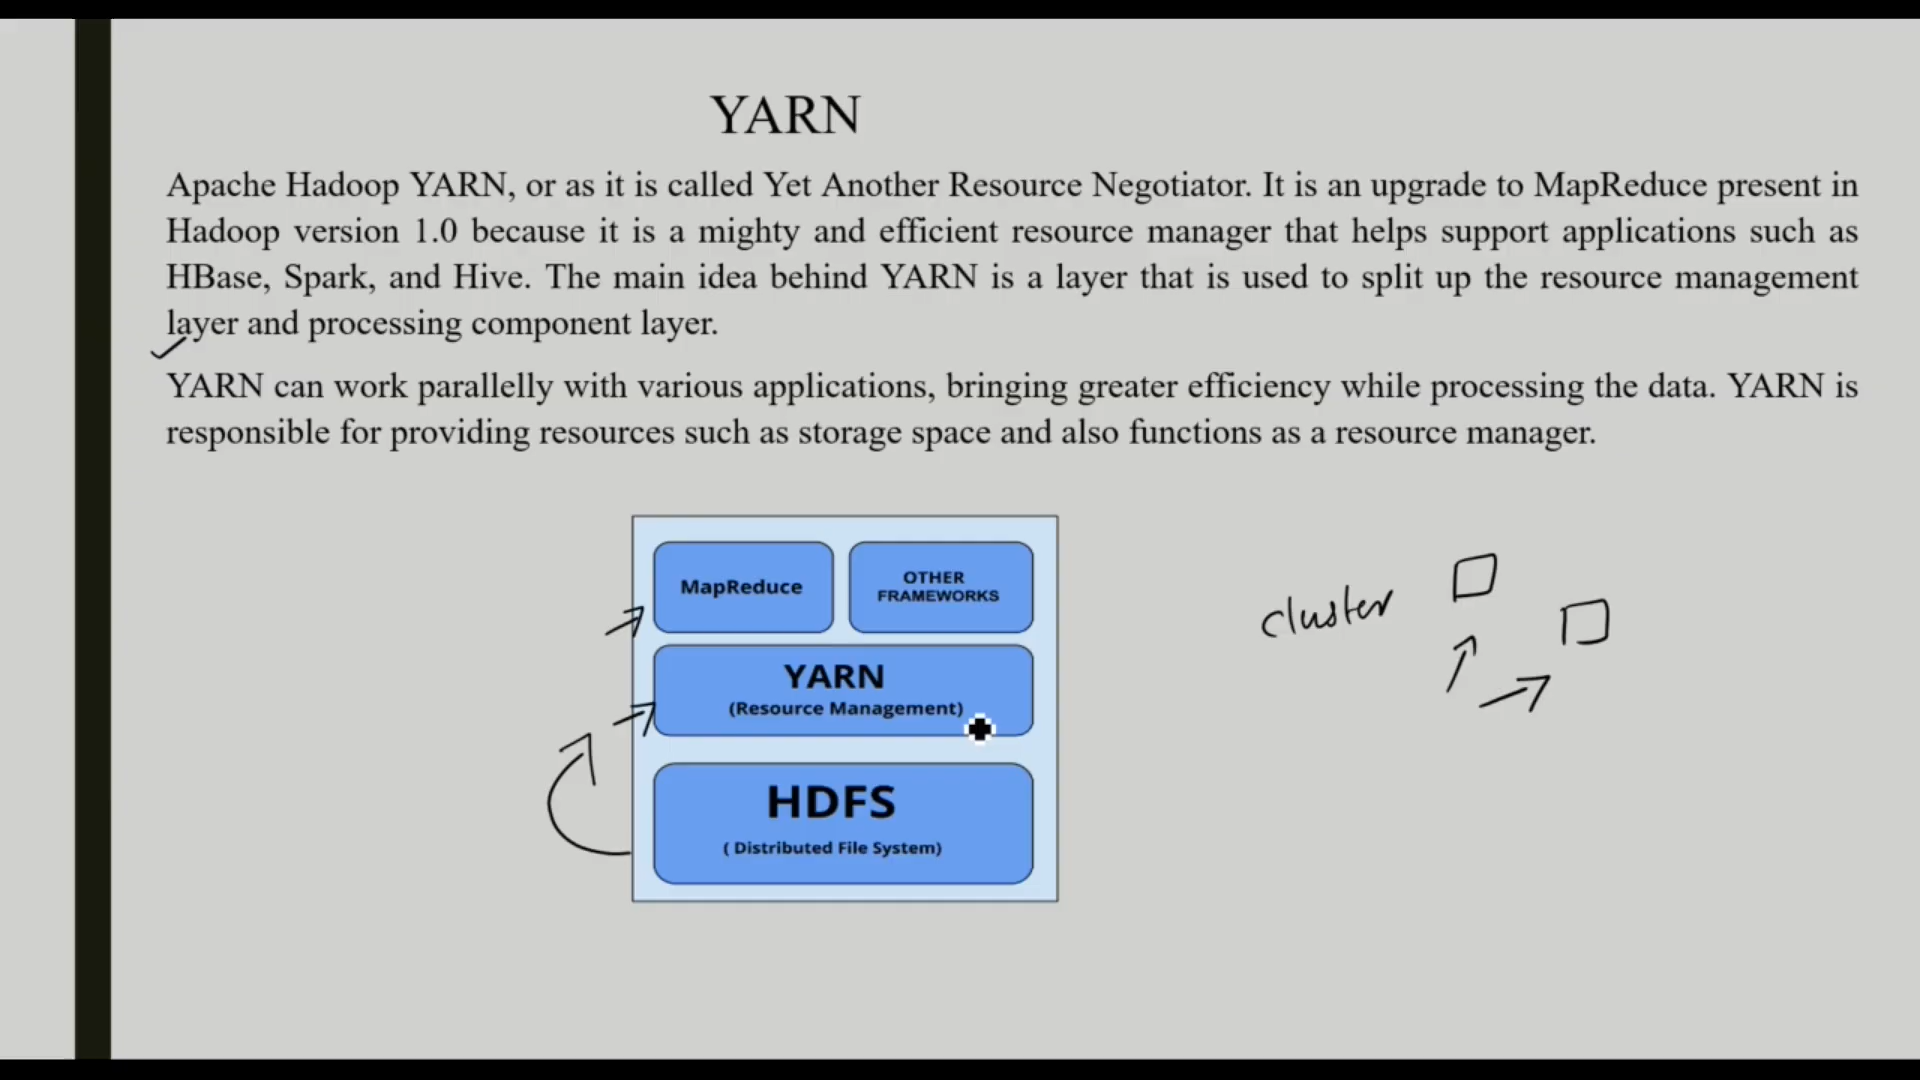 YARN
Apache Hadoop YARN, or as it is called Yet Another Resource Negotiator. It is an upgrade to MapReduce present in
Hadoop version 1.0 because it is a mighty and efficient resource manager that helps support applications such as
HBase, Spark, and Hive. The main idea behind YARN is a layer that is used to split up the resource management
layer and processing component layer.
YARN can work parallelly with various applications, bringing greater efficiency while processing the data. YARN is
responsible for providing resources such as storage space and also functions as a resource manager.
MapReduce
OTHER
FRAMEWORKS
cluster
YARN
(Resource Management)
HDFS
( Distributed File System)